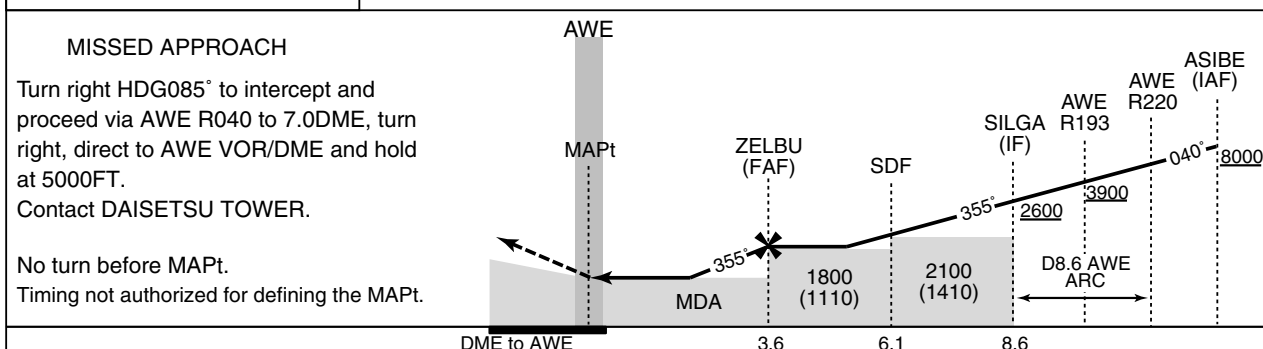 MISSED APPROACH
Turn right HDG085° to intercept and
proceed via AWE R040 to 7.0DME, turn
right, direct to AWE VOR/DME and hold
at 5000FT.
Contact DAISETSU TOWER.
No turn before MAPt.
Timing not authorized for defining the MAPt.
AWE
MAPt
ZELBU
(FAF)
SDF
SILGA
(IF)
AWE
R193
AWE
R220
ASIBE
(IAF)
355°
355°
040°
8000
3900
2600
MDA
1800
(1110)
2100
(1410)
D8.6 AWE
ARC
DME to AWE
3.6
6.1
8.6